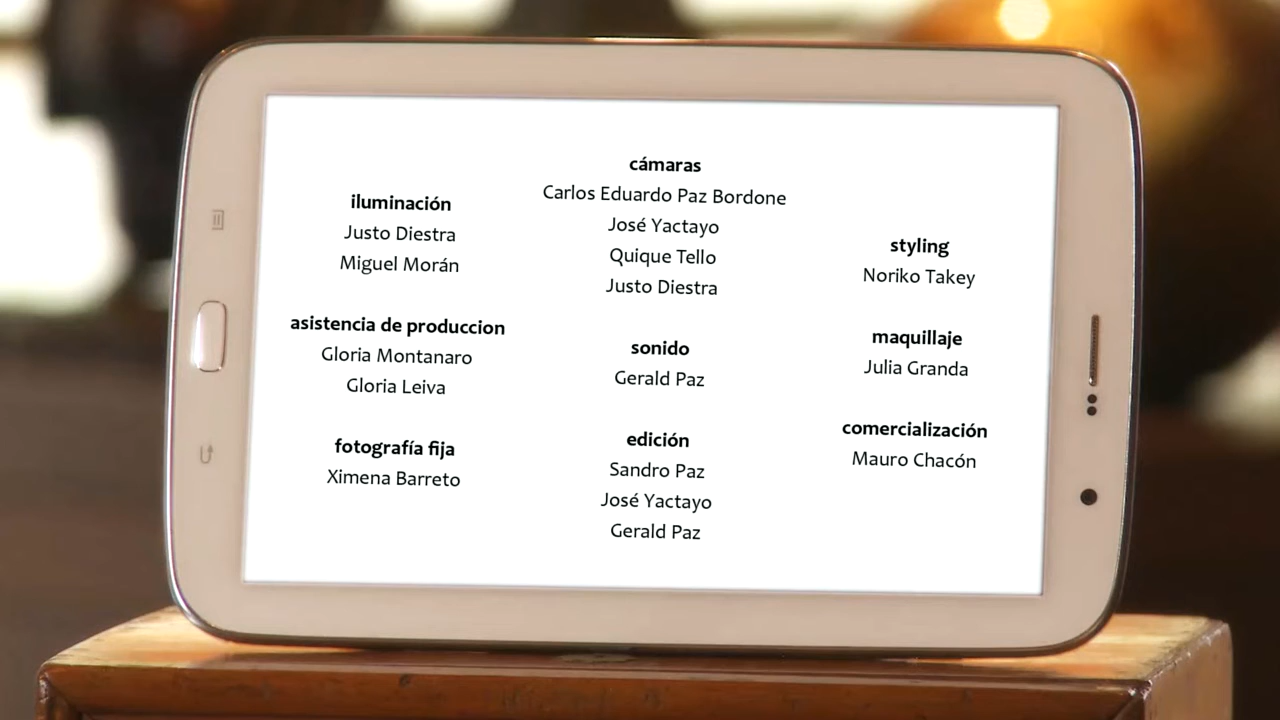 iluminación
Justo Diestra
Miguel Morán
asistencia de produccion
Gloria Montanaro
Gloria Leiva
fotografía fija
Ximena Barreto
cámaras
Carlos Eduardo Paz Bordone
José Yactayo
Quique Tello
Justo Diestra
sonido
Gerald Paz
edición
Sandro Paz
José Yactayo
Gerald Paz
styling
Noriko Takey
maquillaje
Julia Granda
comercialización
Mauro Chacón